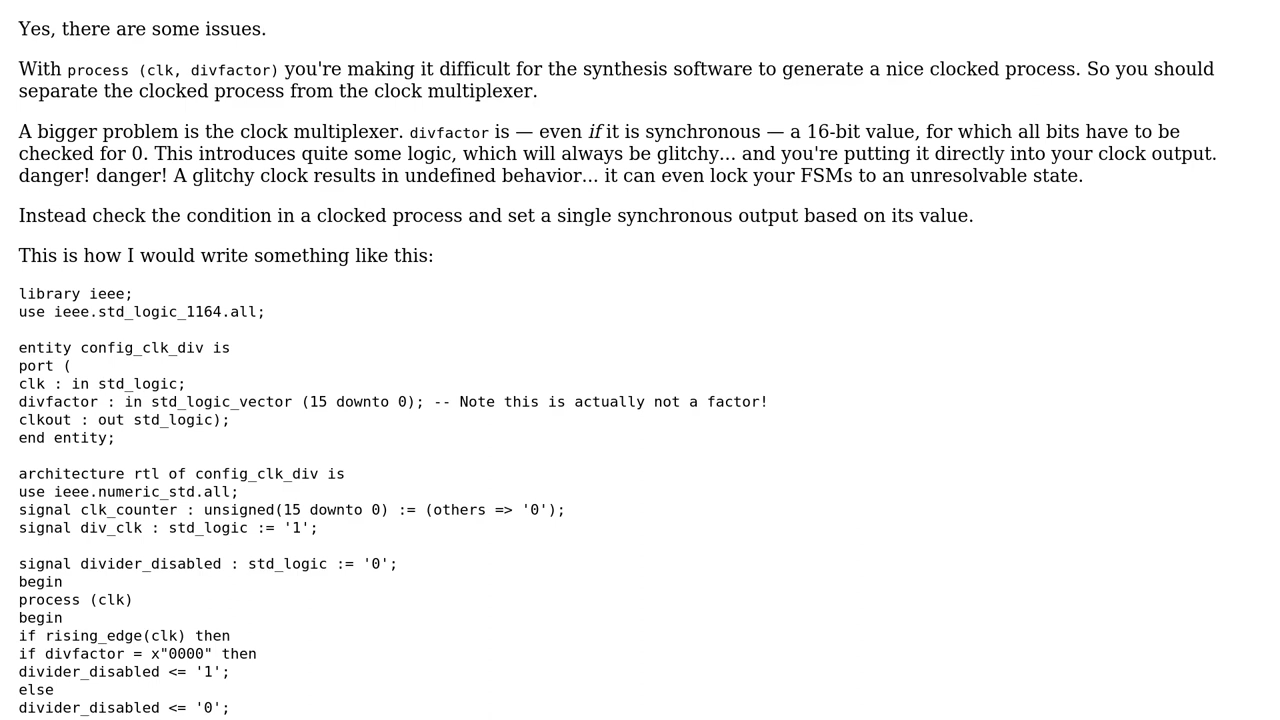 Yes, there are some issues.
With process (clk, divfactor) you're making it difficult for the synthesis software to generate a nice clocked process. So you should
separate the clocked process from the clock multiplexer.
A bigger problem is the clock multiplexer. divfactor is — even if it is synchronous — a 16-bit value, for which all bits have to be
checked for 0. This introduces quite some logic, which will always be glitchy... and you're putting it directly into your clock output.
danger! danger! A glitchy clock results in undefined behavior... it can even lock your FSMs to an unresolvable state.
Instead check the condition in a clocked process and set a single synchronous output based on its value.
This is how I would write something like this:
library ieee;
use ieee.std_logic_1164.all;
entity config_clk_div is
port (
clk : in std_logic;
divfactor : in std_logic_vector (15 downto 0); -- Note this is actually not a factor!
clkout : out std_logic);
end entity;
architecture rtl of config_clk_div is
use ieee.numeric_std.all;
signal clk_counter : unsigned(15 downto 0) := (others => '0');
signal div_clk : std_logic := '1';
signal divider_disabled : std_logic := '0';
begin
process (clk)
begin
if rising_edge(clk) then
if divfactor = x"0000" then
divider_disabled <= '1';
else
divider_disabled <= '0';